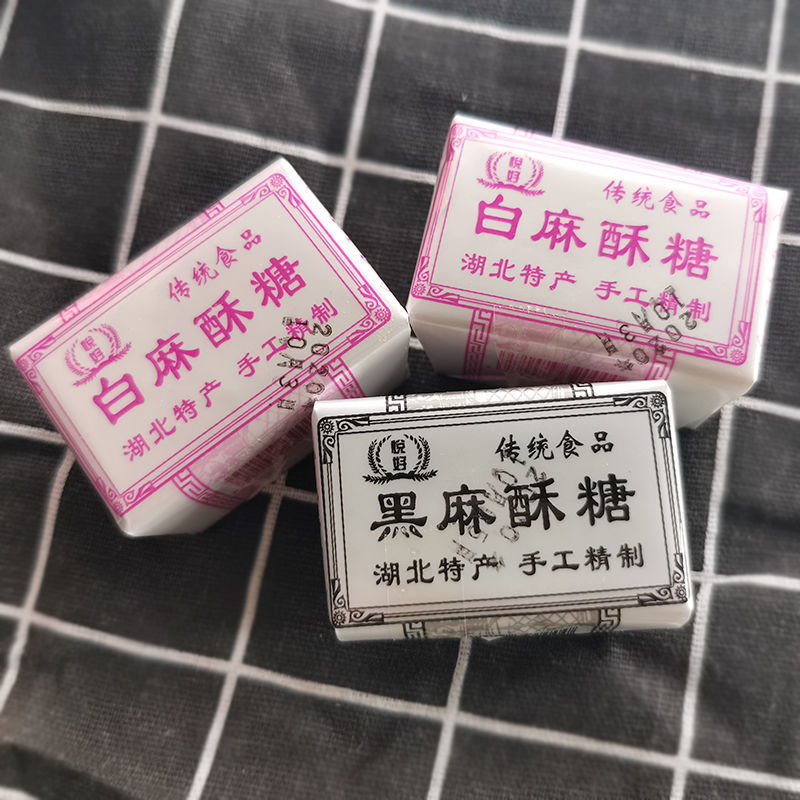 悦好
传统食品
白麻酥糖
湖北特产 手工精制
悦好
传统食品
白麻酥糖
湖北特产 手工精制
悦好
传统食品
黑麻酥糖
湖北特产 手工精制